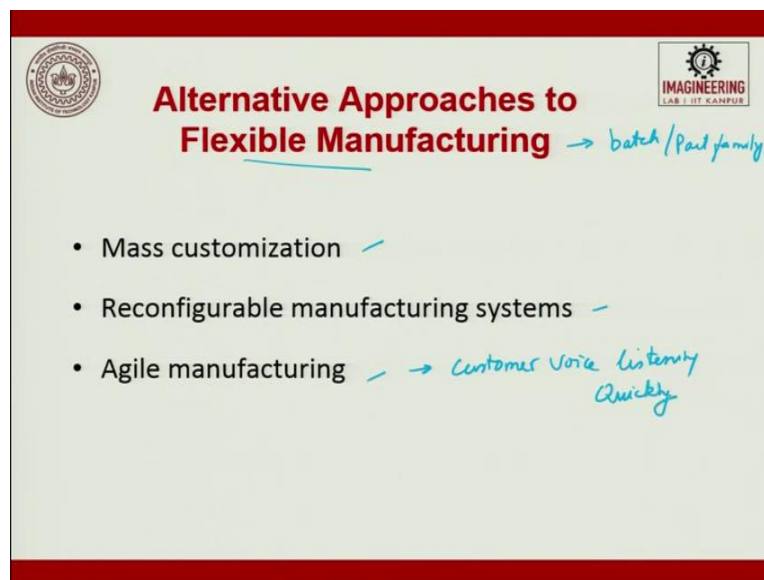 IMAGINEERING
LAB I IIT KANPUR
Alternative Approaches to
Flexible Manufacturing → batch/Part family
• Mass customization
• Reconfigurable manufacturing systems
• Agile manufacturing → Customer voice listening
Quickly